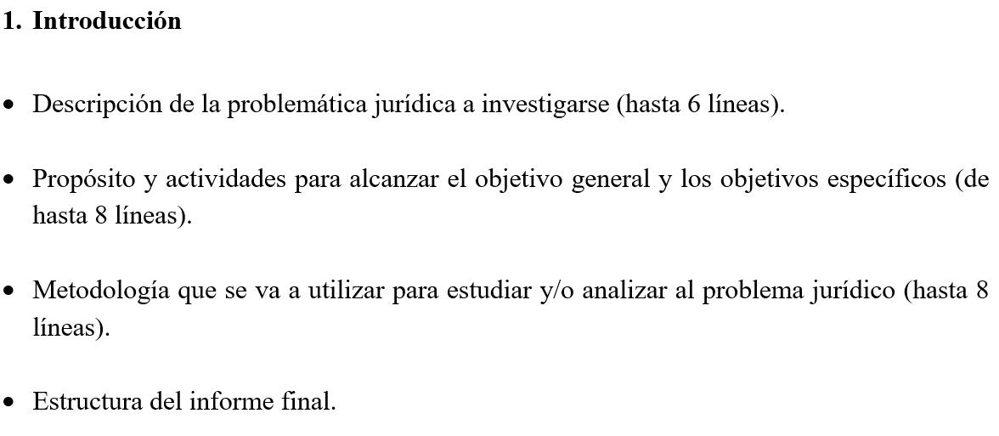 1. Introducción
• Descripción de la problemática jurídica a investigarse (hasta 6 líneas).
• Propósito y actividades para alcanzar el objetivo general y los objetivos específicos (de
hasta 8 líneas).
• Metodología que se va a utilizar para estudiar y/o analizar al problema jurídico (hasta 8
líneas).
• Estructura del informe final.